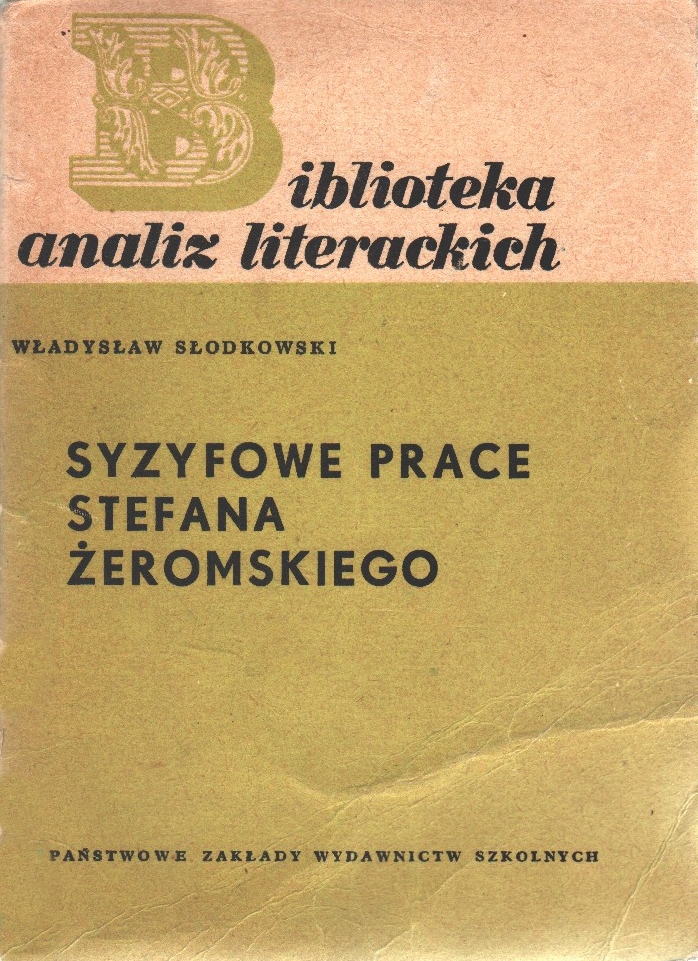 Biblioteka
analiz literackich
WŁADYSŁAW SŁODKOWSKI
SYZYFOWE PRACE
STEFANA
ŻEROMSKIEGO
PAŃSTWOWE ZAKŁADY WYDAWNICTW SZKOLNYCH